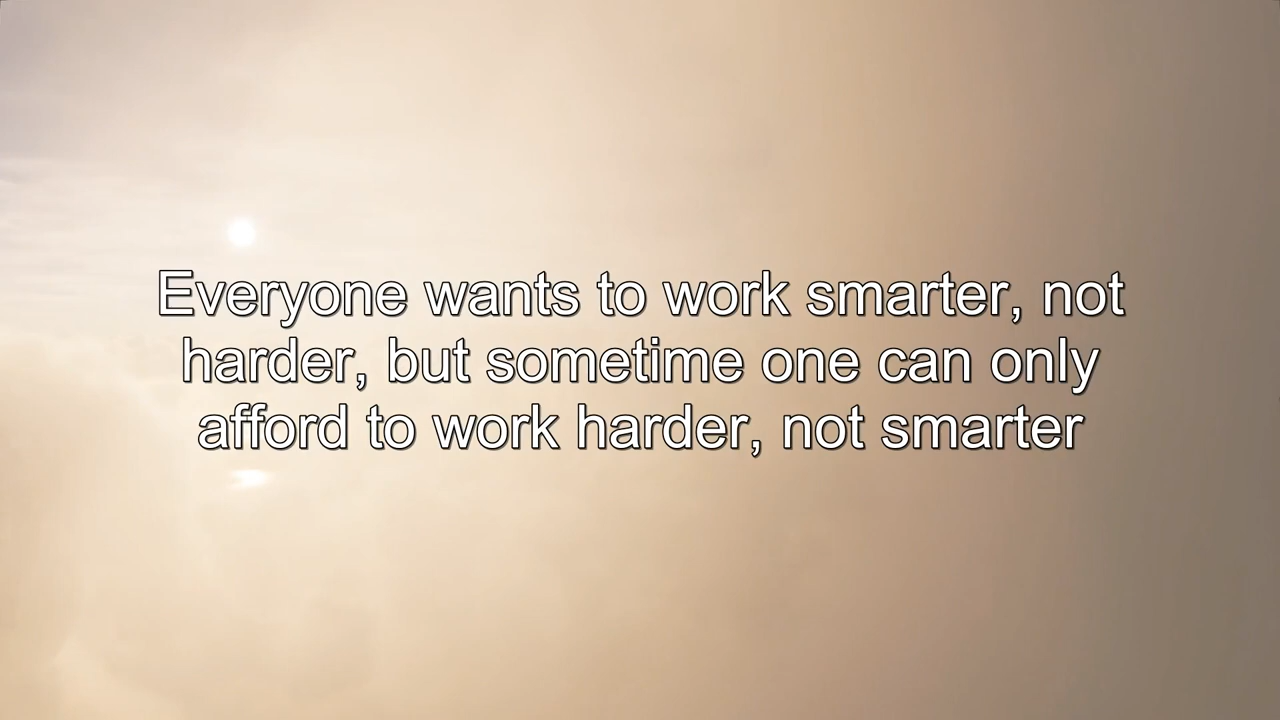 Everyone wants to work smarter, not
harder, but sometime one can only
afford to work harder, not smarter